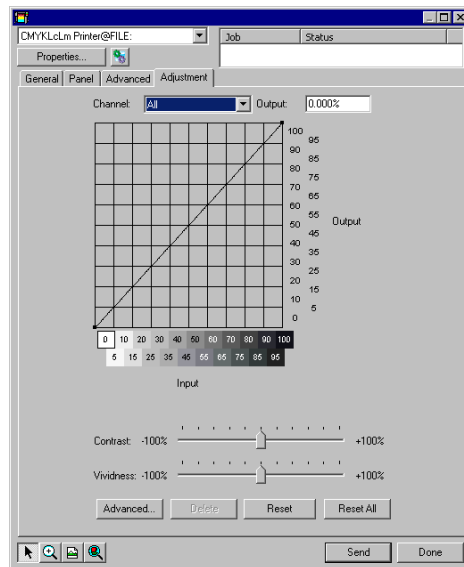 CMYKLcLm Printer@FILE:
Job Status
Properties...
General Panel Advanced Adjustment
Channel: All Output: 0.000%
100
95
90
85
80
75
70
65
60
55
50
45
40
35
30
25
20
15
10
5
0
Output
0 10 20 30 40 50 60 70 80 90 100
5 15 25 35 45 55 65 75 85 95
Input
Contrast: -100% +100%
Vividness: -100% +100%
Advanced... Delete Reset Reset All
Send Done